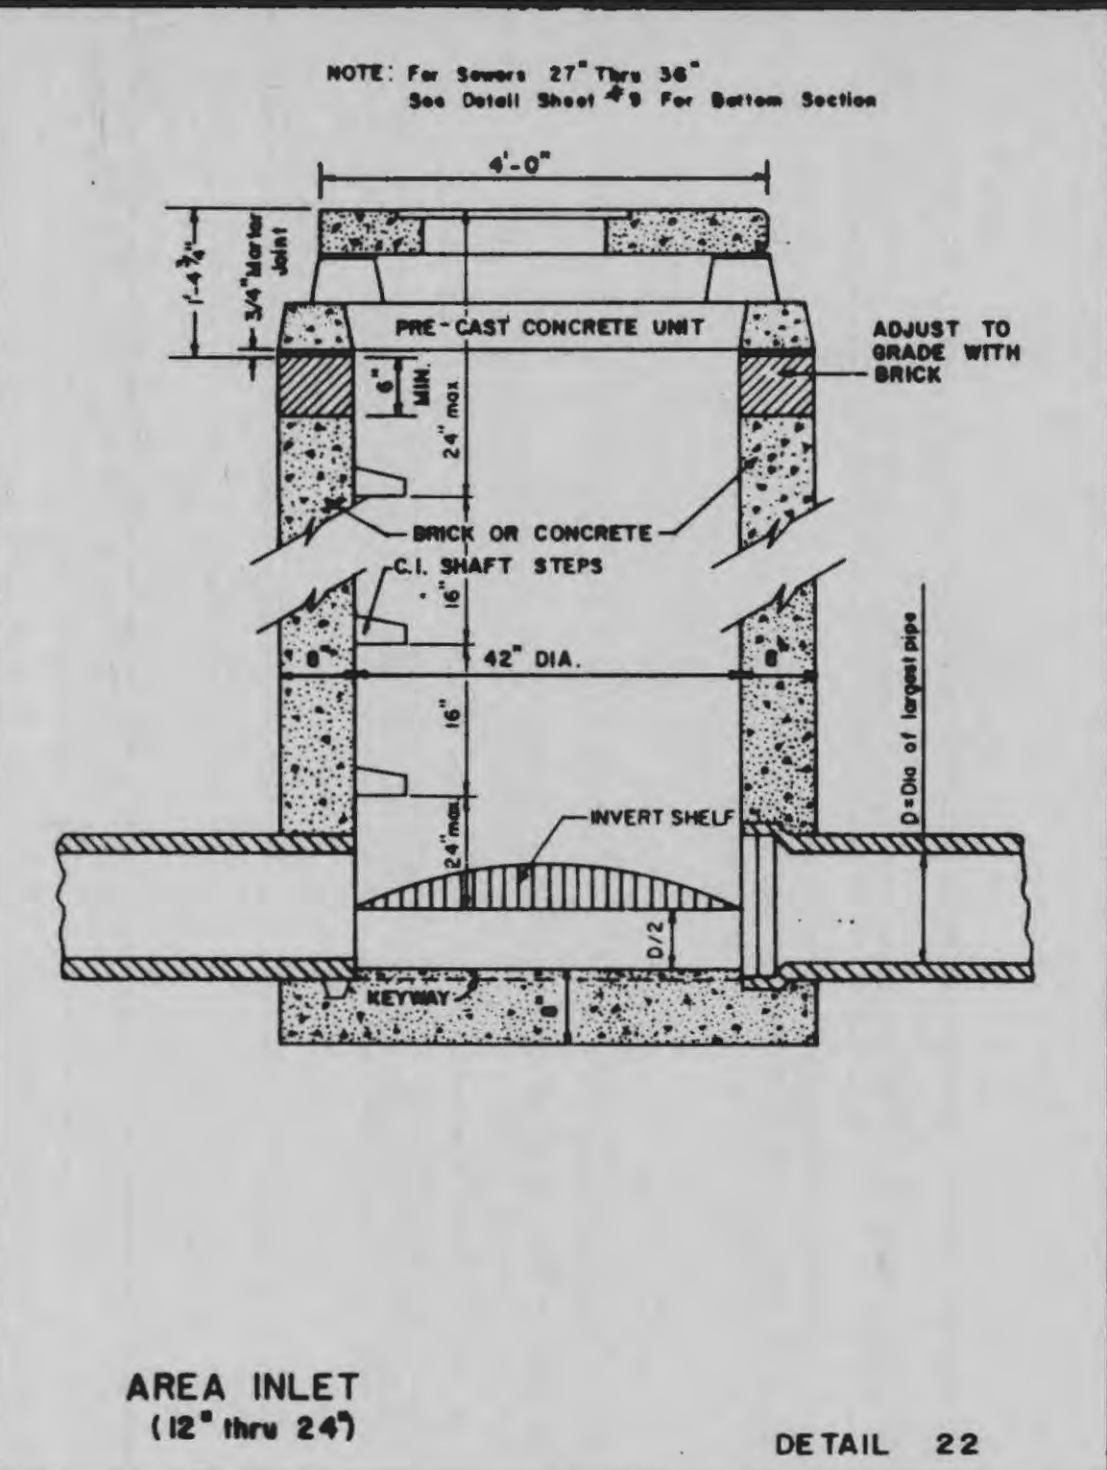 NOTE: For Sewers 27" Thru 36"
See Detail Sheet #9 For Bottom Section
4'-0"
1'-4 3/4"
3/4" Mortar
Joint
PRE-CAST CONCRETE UNIT
ADJUST TO
GRADE WITH
BRICK
6"
MIN.
24" max
BRICK OR CONCRETE
C.I. SHAFT STEPS
16"
8"
42" DIA.
8"
16"
D=Dia of largest pipe
24" max
INVERT SHELF
D/2
KEYWAY
8"
AREA INLET
(12" thru 24")
DETAIL 22